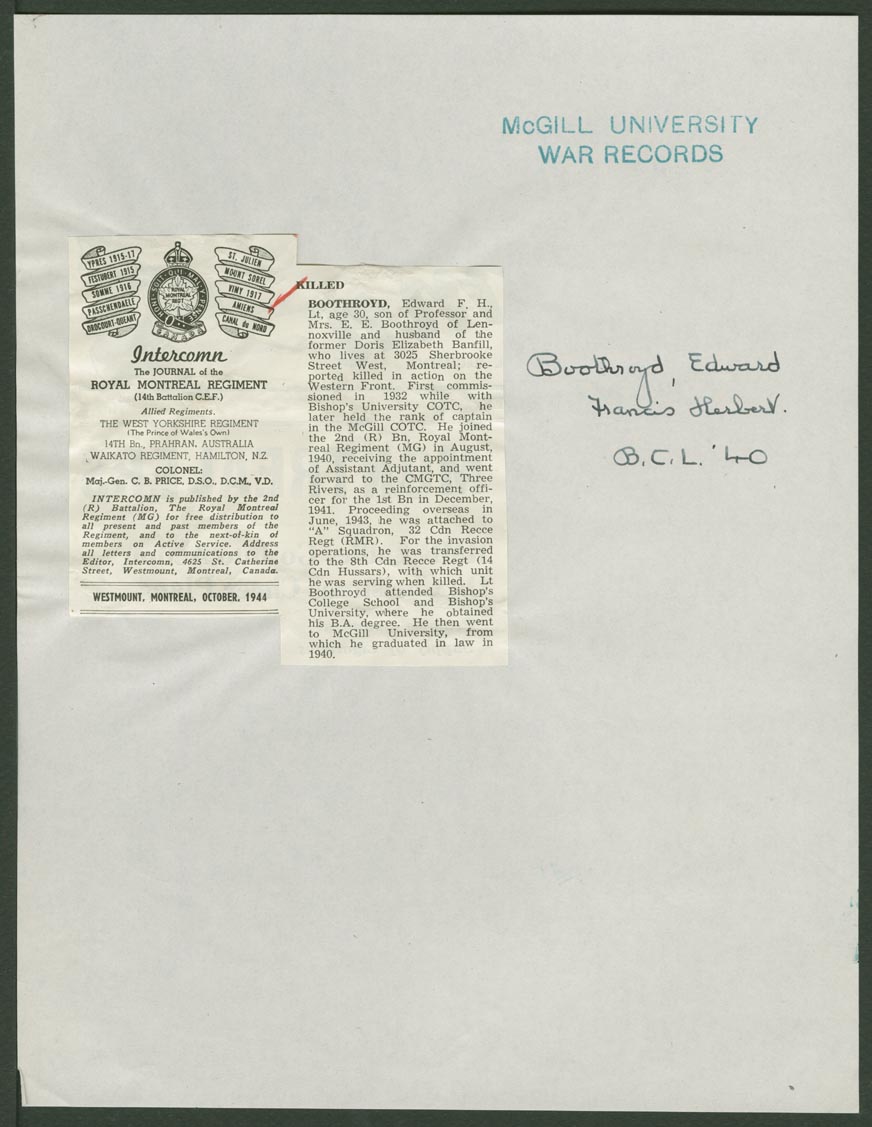 McGILL UNIVERSITY
WAR RECORDS
YPRES 1915-17
FESTUBERT 1915
SOMME 1916
PASSCHENDAELE
DROCOURT-QUEANT
ST. JULIEN
MOUNT SOREL
VIMY 1917
AMIENS
CANAL du NORD
HONI SOIT QUI MAL Y PENSE
ROYAL
MONTREAL
REGT
CANADA
Intercomn
The JOURNAL of the
ROYAL MONTREAL REGIMENT
(14th Battalion C.E.F.)
Allied Regiments.
THE WEST YORKSHIRE REGIMENT
(The Prince of Wales's Own)
14TH Bn., PRAHRAN. AUSTRALIA
WAIKATO REGIMENT, HAMILTON, N.Z.
COLONEL:
Maj.-Gen. C. B. PRICE, D.S.O., D.C.M., V.D.
INTERCOMN is published by the 2nd
(R) Battalion, The Royal Montreal
Regiment (MG) for free distribution to
all present and past members of the
Regiment, and to the next-of-kin of
members on Active Service. Address
all letters and communications to the
Editor, Intercomn, 4625 St. Catherine
Street, Westmount, Montreal, Canada.
WESTMOUNT, MONTREAL, OCTOBER, 1944
KILLED
BOOTHROYD, Edward F. H.,
Lt, age 30, son of Professor and
Mrs. E. E. Boothroyd of Len-
noxville and husband of the
former Doris Elizabeth Banfill,
who lives at 3025 Sherbrooke
Street West, Montreal; re-
ported killed in action on the
Western Front. First commis-
sioned in 1932 while with
Bishop's University COTC, he
later held the rank of captain
in the McGill COTC. He joined
the 2nd (R) Bn, Royal Mont-
real Regiment (MG) in August,
1940, receiving the appointment
of Assistant Adjutant, and went
forward to the CMGTC, Three
Rivers, as a reinforcement offi-
cer for the 1st Bn in December,
1941. Proceeding overseas in
June, 1943, he was attached to
"A" Squadron, 32 Cdn Recce
Regt (RMR). For the invasion
operations, he was transferred
to the 8th Cdn Recce Regt (14
Cdn Hussars), with which unit
he was serving when killed. Lt
Boothroyd attended Bishop's
College School and Bishop's
University, where he obtained
his B.A. degree. He then went
to McGill University, from
which he graduated in law in
1940.
Boothroyd, Edward
Francis Herbert.
B.C.L. '40